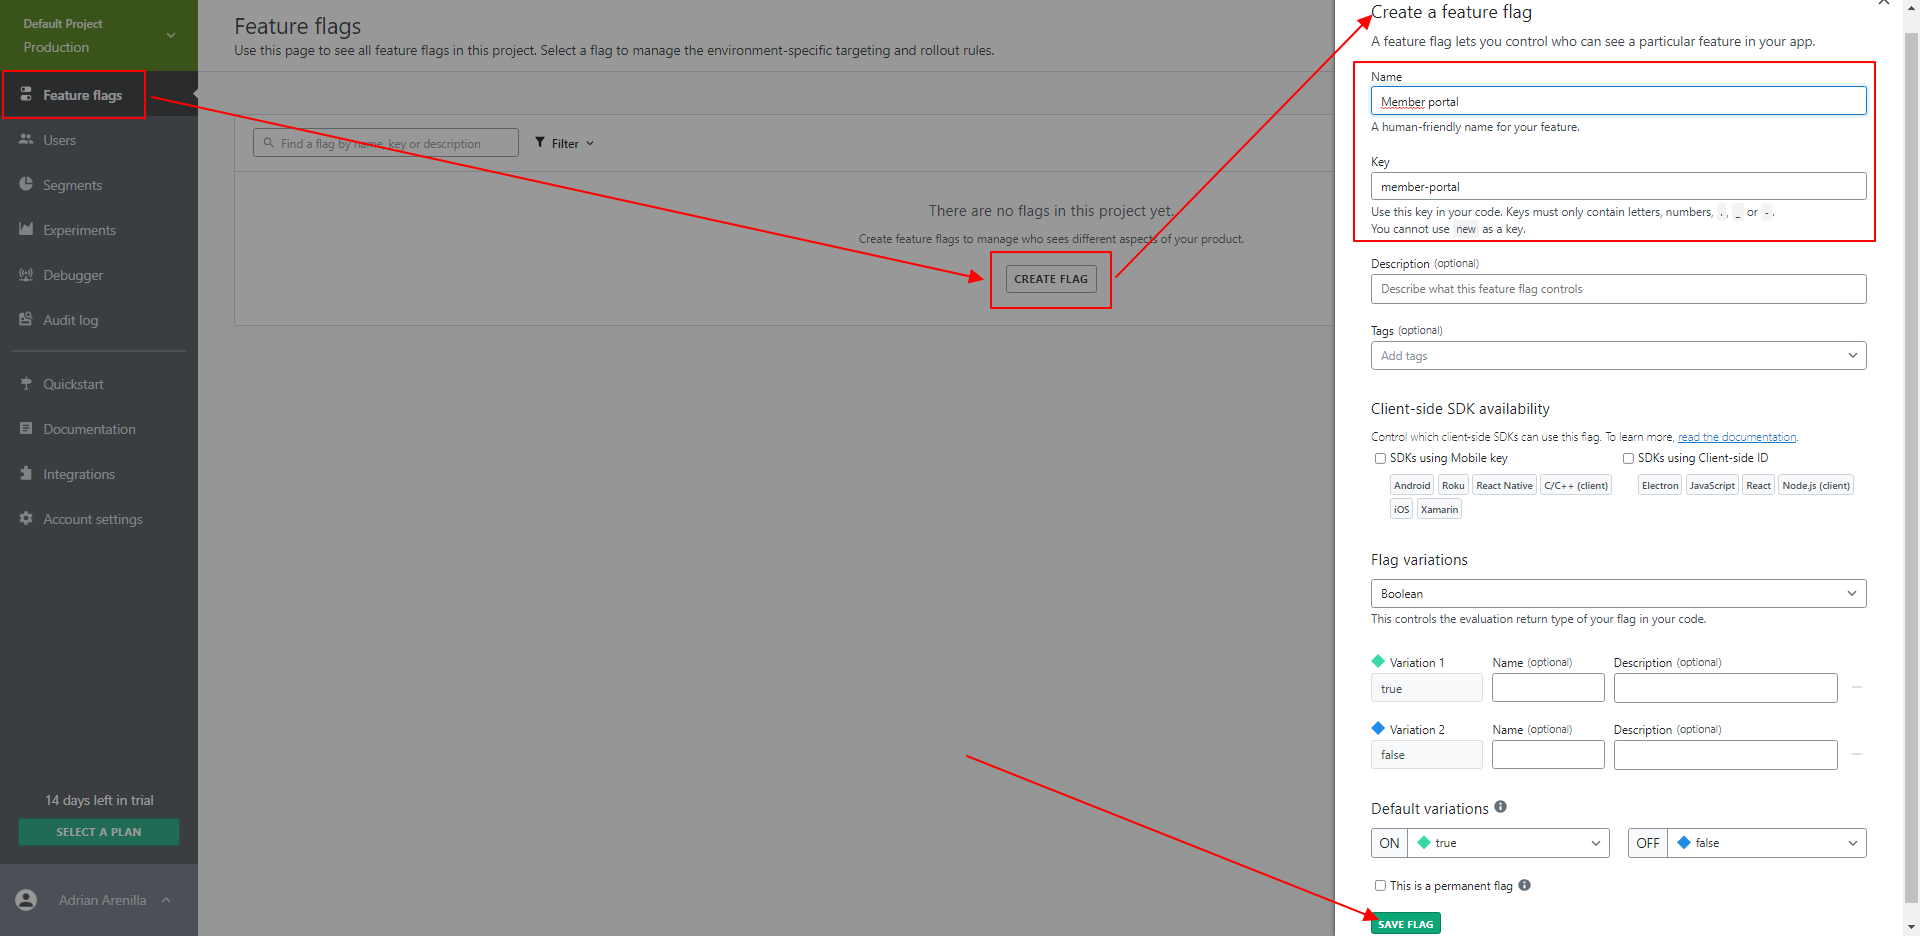 Default Project
Production
Feature flags
Users
Segments
Experiments
Debugger
Audit log
Quickstart
Documentation
Integrations
Account settings
14 days left in trial
SELECT A PLAN
Adrian Arenilla
Feature flags
Use this page to see all feature flags in this project. Select a flag to manage the environment-specific targeting and rollout rules.
Find a flag by name, key or description
Filter
There are no flags in this project yet.
Create feature flags to manage who sees different aspects of your product.
CREATE FLAG
Create a feature flag
A feature flag lets you control who can see a particular feature in your app.
Name
Member portal
A human-friendly name for your feature.
Key
member-portal
Use this key in your code. Keys must only contain letters, numbers, ., _ or -.
You cannot use new as a key.
Description (optional)
Describe what this feature flag controls
Tags (optional)
Add tags
Client-side SDK availability
Control which client-side SDKs can use this flag. To learn more, read the documentation.
SDKs using Mobile key
Android Roku React Native C/C++ (client)
iOS Xamarin
SDKs using Client-side ID
Electron JavaScript React Node.js (client)
Flag variations
Boolean
This controls the evaluation return type of your flag in your code.
Variation 1 Name (optional) Description (optional)
true
Variation 2 Name (optional) Description (optional)
false
Default variations
ON true OFF false
This is a permanent flag
SAVE FLAG